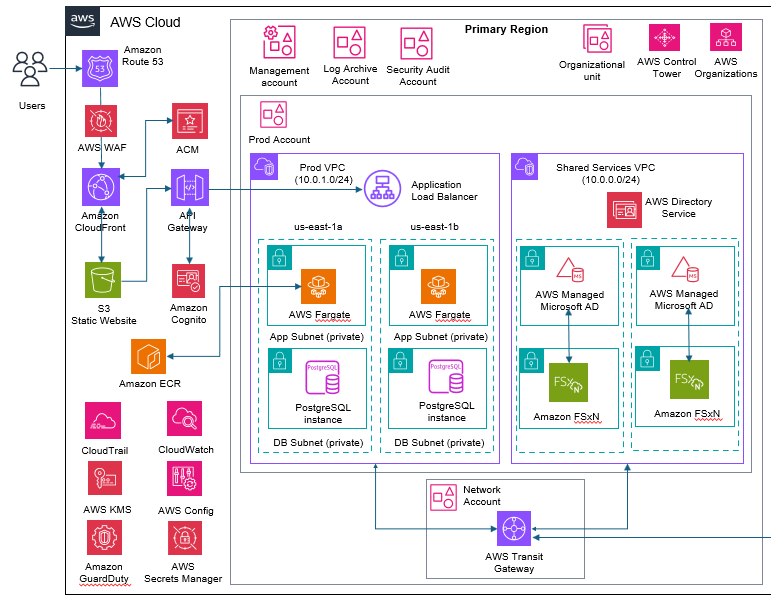 aws
AWS Cloud
Primary Region
Users
Amazon
Route 53
53
Management
account
Log Archive
Account
Security Audit
Account
Organizational
unit
AWS Control
Tower
AWS
Organizations
AWS WAF
ACM
Prod Account
Amazon
CloudFront
API
Gateway
Prod VPC
(10.0.1.0/24)
Application
Load Balancer
Shared Services VPC
(10.0.0.0/24)
AWS Directory
Service
us-east-1a
us-east-1b
S3
Static Website
Amazon
Cognito
AWS Fargate
App Subnet (private)
AWS Fargate
App Subnet (private)
MS
AWS Managed
Microsoft AD
MS
AWS Managed
Microsoft AD
Amazon ECR
PostgreSQL
PostgreSQL
instance
DB Subnet (private)
PostgreSQL
PostgreSQL
instance
DB Subnet (private)
FSx
N
Amazon FSxN
FSx
N
Amazon FSxN
CloudTrail
CloudWatch
AWS KMS
AWS Config
Amazon
GuardDuty
AWS
Secrets Manager
Network
Account
AWS Transit
Gateway